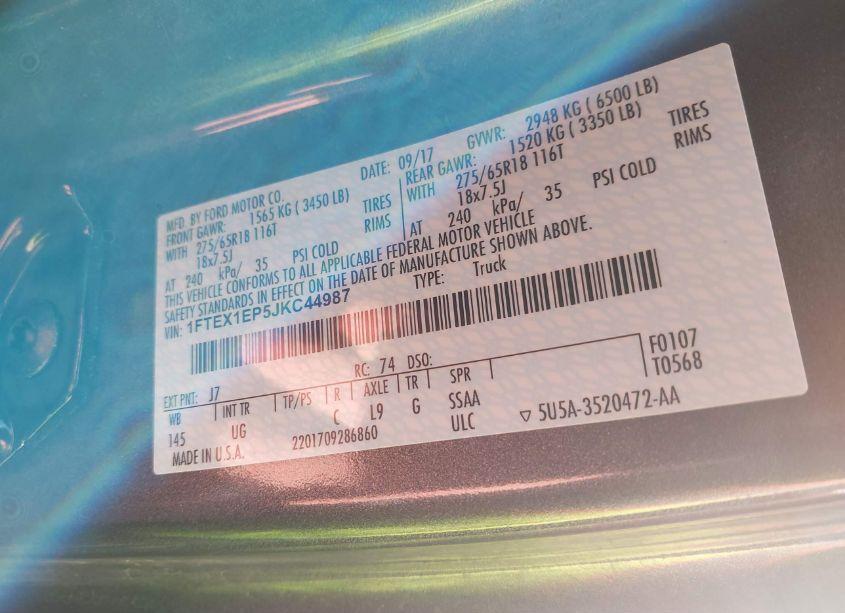 MFD. BY FORD MOTOR CO.
DATE: 09/17 GVWR: 2948 KG ( 6500 LB)
FRONT GAWR: 1565 KG ( 3450 LB)
WITH 275/65R18 116T TIRES
18x7.5J RIMS
AT 240 kPa/ 35 PSI COLD
REAR GAWR: 1520 KG ( 3350 LB)
WITH 275/65R18 116T TIRES
18x7.5J RIMS
AT 240 kPa/ 35 PSI COLD
THIS VEHICLE CONFORMS TO ALL APPLICABLE FEDERAL MOTOR VEHICLE
SAFETY STANDARDS IN EFFECT ON THE DATE OF MANUFACTURE SHOWN ABOVE.
VIN: 1FTEX1EP5JKC44987 TYPE: Truck
F0107
T0568
EXT PNT: J7 RC: 74 DSO:
WB INT TR TP/PS R AXLE TR SPR
145 UG C L9 G SSAA
MADE IN U.S.A. 2201709286860 ULC ▽ 5U5A-3520472-AA